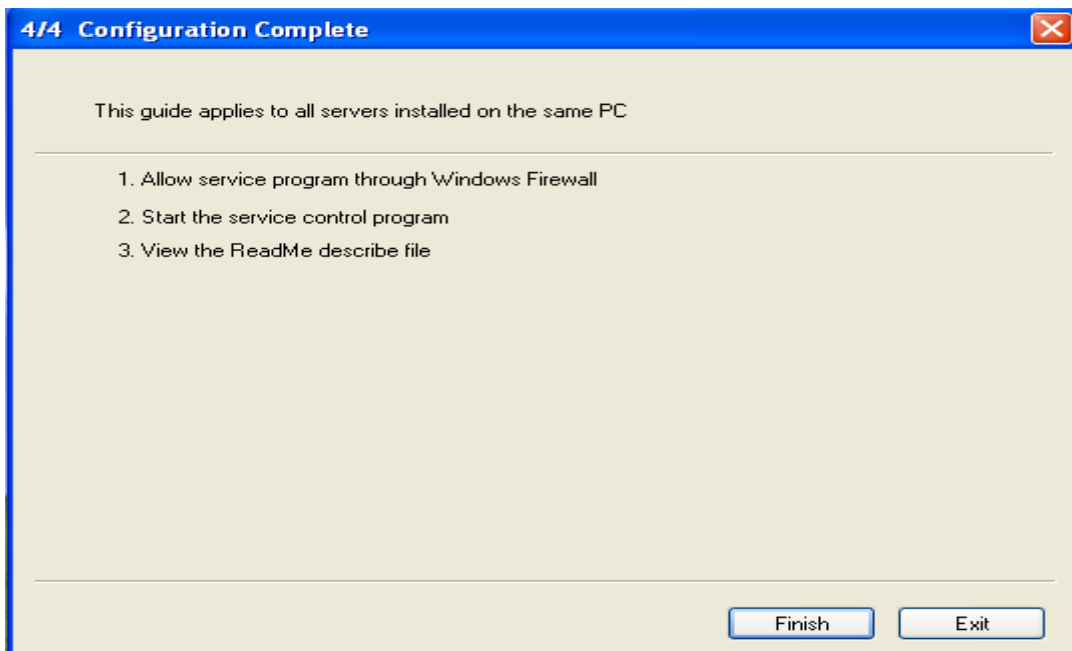 4/4 Configuration Complete
This guide applies to all servers installed on the same PC
1. Allow service program through Windows Firewall
2. Start the service control program
3. View the ReadMe describe file
Finish Exit